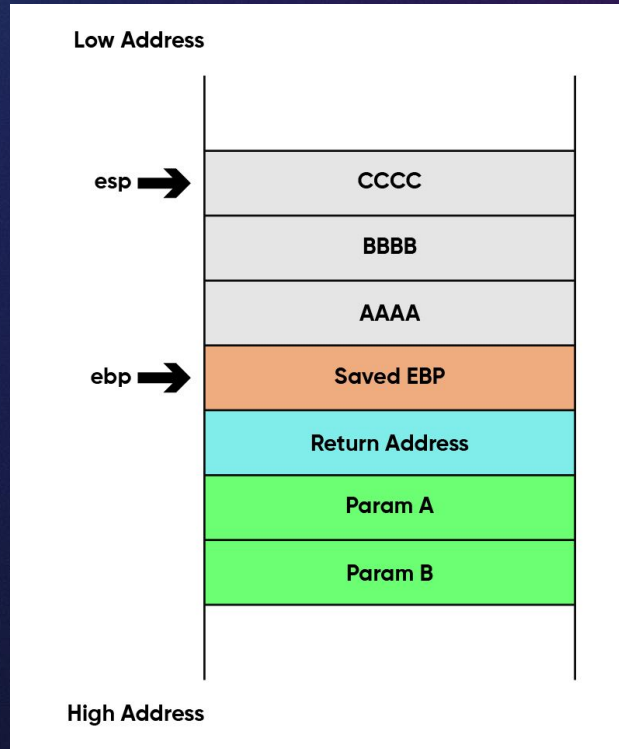 Low Address
esp
CCCC
BBBB
AAAA
ebp
Saved EBP
Return Address
Param A
Param B
High Address